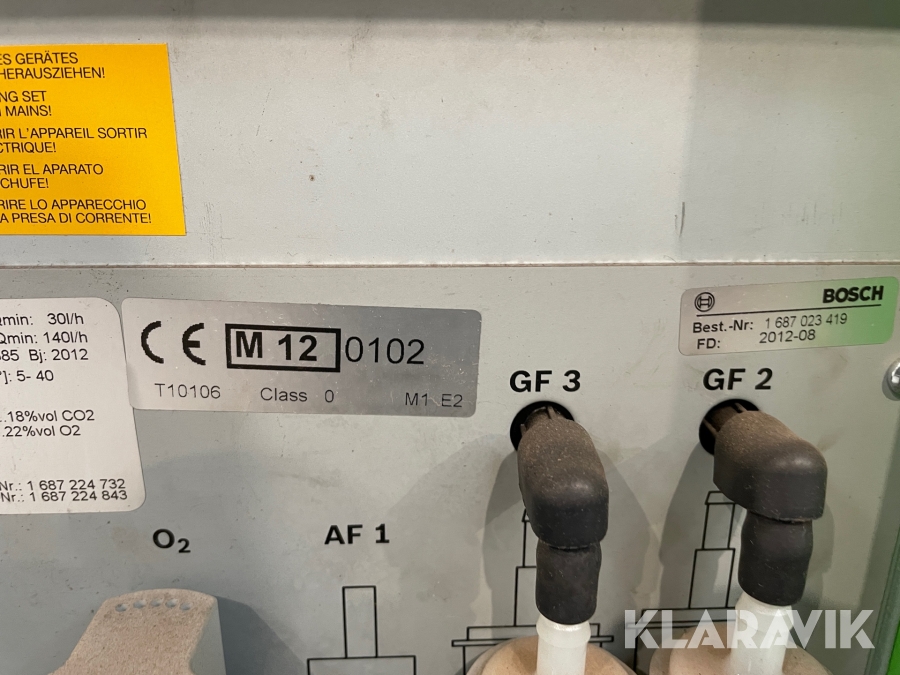 ES GERÄTES
HERAUSZIEHEN!
NG SET
MAINS!
RIR L'APPAREIL SORTIR
CTRIQUE!
RIR EL APARATO
CHUFE!
RIRE LO APPARECCHIO
A PRESA DI CORRENTE!
Qmin: 30l/h
Qmin: 140l/h
385 Bj: 2012
°]: 5- 40
..18%vol CO2
.22%vol O2
Nr.: 1 687 224 732
Nr.: 1 687 224 843
CE M 12 0102
T10106 Class 0 M1 E2
BOSCH
Best.-Nr: 1 687 023 419
FD: 2012-08
GF 3
GF 2
O2
AF 1
KLARAVIK